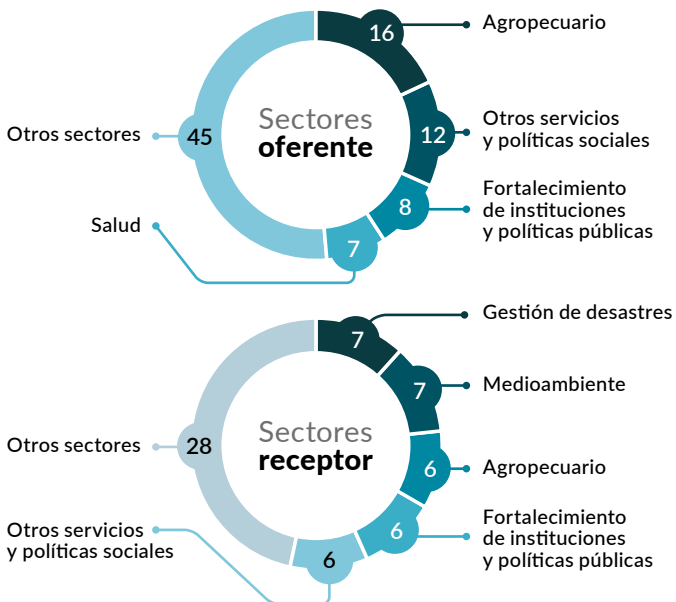 16
Agropecuario
Sectores
oferente
Otros sectores
45
12
Otros servicios
y políticas sociales
8
Fortalecimiento
de instituciones
y políticas públicas
Salud
7
7
Gestión de desastres
7
Medioambiente
Sectores
receptor
Otros sectores
28
6
Agropecuario
6
Fortalecimiento
de instituciones
y políticas públicas
Otros servicios
y políticas sociales
6